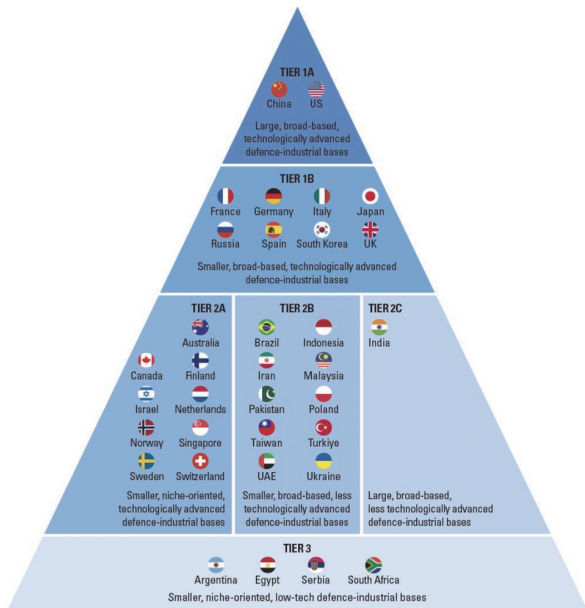 TIER 1A
China US
Large, broad-based,
technologically advanced
defence-industrial bases
TIER 1B
France Germany Italy Japan
Russia Spain South Korea UK
Smaller, broad-based, technologically advanced
defence-industrial bases
TIER 2A
Australia
Canada Finland
Israel Netherlands
Norway Singapore
Sweden Switzerland
Smaller, niche-oriented,
technologically advanced
defence-industrial bases
TIER 2B
Brazil Indonesia
Iran Malaysia
Pakistan Poland
Taiwan Turkiye
UAE Ukraine
Smaller, broad-based, less
technologically advanced
defence-industrial bases
TIER 2C
India
Large, broad-based,
less technologically advanced
defence-industrial bases
TIER 3
Argentina Egypt Serbia South Africa
Smaller, niche-oriented, low-tech defence-industrial bases